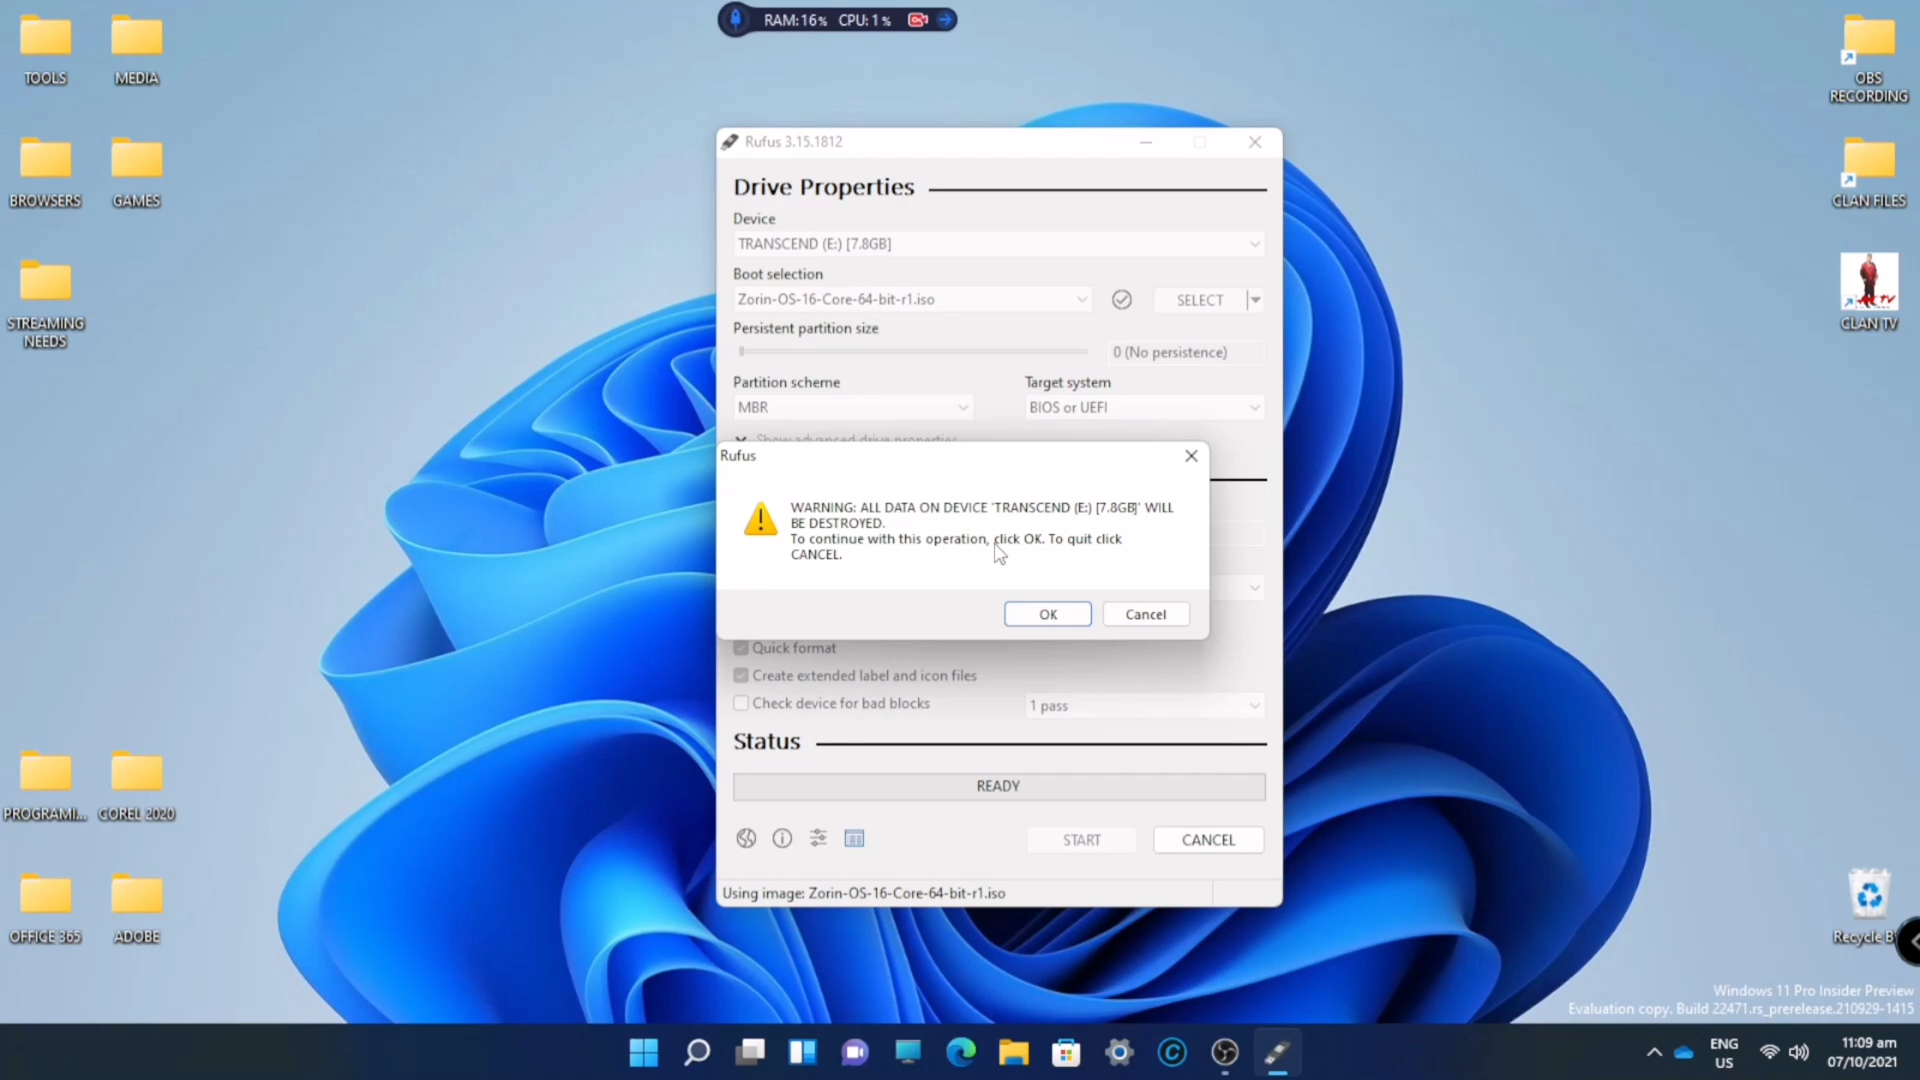 RAM: 16% CPU: 1%
TOOLS
MEDIA
OBS
RECORDING
BROWSERS
GAMES
CLAN FILES
STREAMING
NEEDS
CLAN TV
Rufus 3.15.1812
Drive Properties
Device
TRANSCEND (E:) [7.8GB]
Boot selection
Zorin-OS-16-Core-64-bit-r1.iso
SELECT
Persistent partition size
0 (No persistence)
Partition scheme
Target system
MBR
BIOS or UEFI
Show advanced drive properties
Rufus
WARNING: ALL DATA ON DEVICE 'TRANSCEND (E:) [7.8GB]' WILL
BE DESTROYED.
To continue with this operation, click OK. To quit click
CANCEL.
OK
Cancel
Quick format
Create extended label and icon files
Check device for bad blocks
1 pass
Status
READY
START
CANCEL
Using image: Zorin-OS-16-Core-64-bit-r1.iso
PROGRAMI...
COREL 2020
OFFICE 365
ADOBE
Recycle B
Windows 11 Pro Insider Preview
Evaluation copy. Build 22471.rs_prerelease.210929-1415
ENG
US
11:09 am
07/10/2021